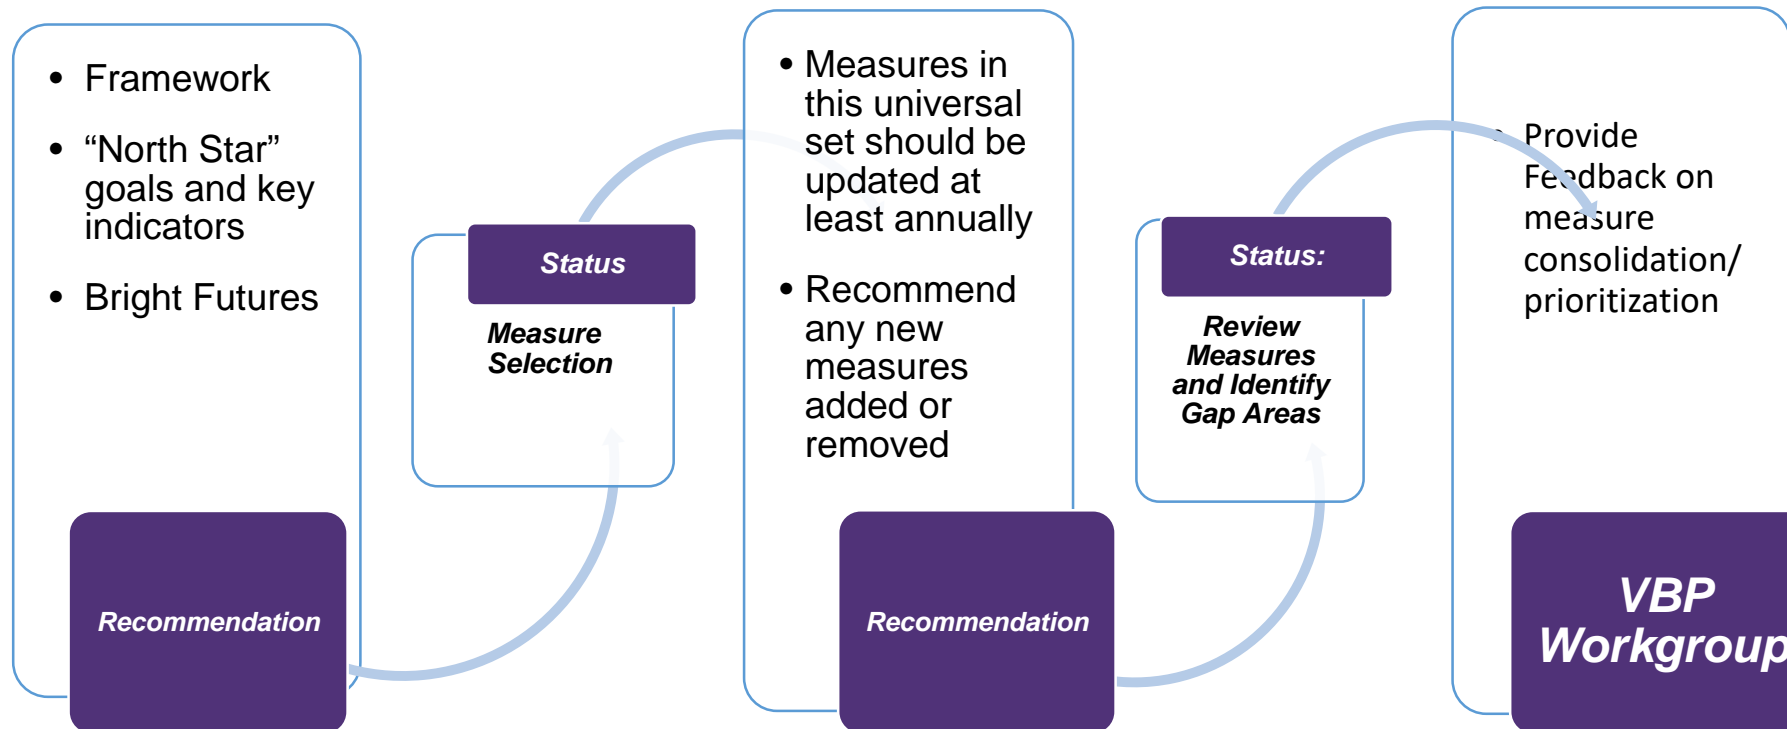 • Framework
• “North Star”
goals and key
indicators
• Bright Futures
Recommendation
Status
Measure
Selection
• Measures in
this universal
set should be
updated at
least annually
• Recommend
any new
measures
added or
removed
Recommendation
Status:
Review
Measures
and Identify
Gap Areas
• Provide
Feedback on
measure
consolidation/
prioritization
VBP
Workgroup